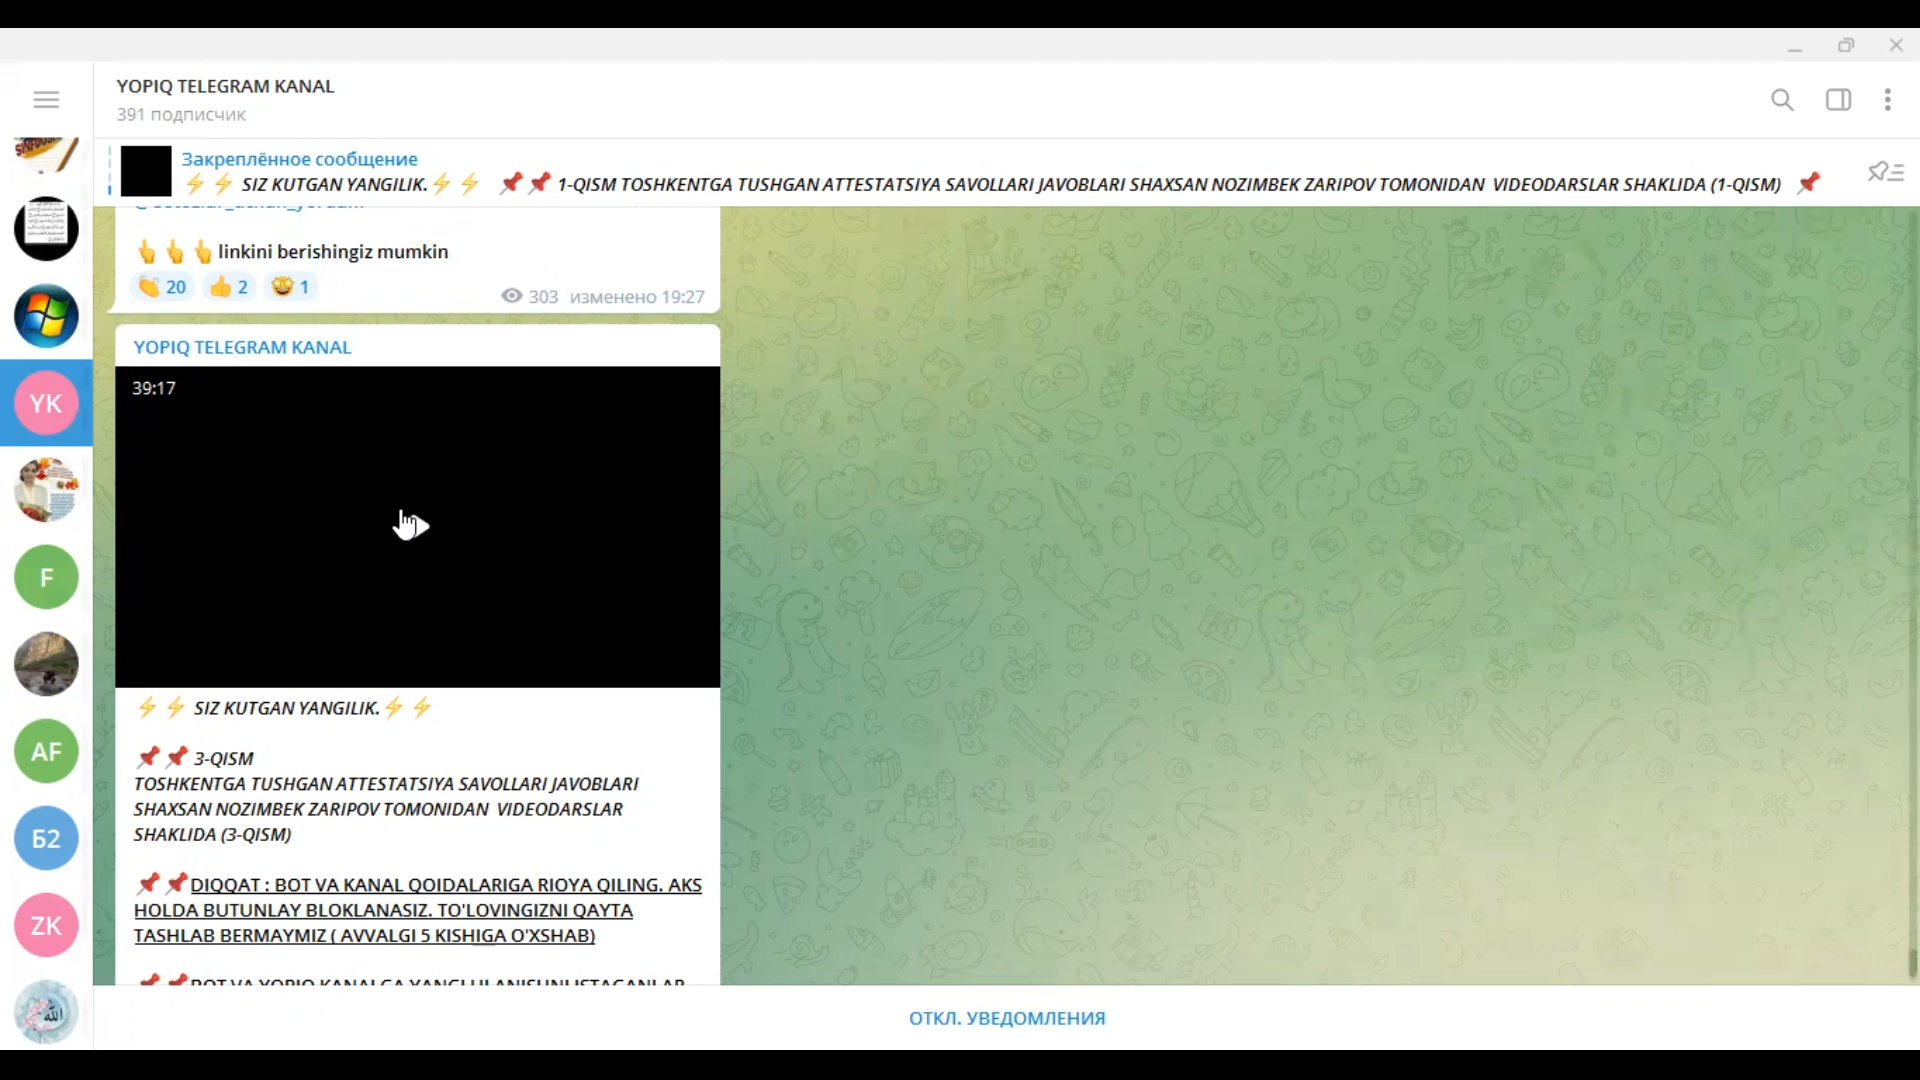 YOPIQ TELEGRAM KANAL
391 подписчик
Закреплённое сообщение
⚡⚡ SIZ KUTGAN YANGILIK.⚡⚡ 📌📌 1-QISM TOSHKENTGA TUSHGAN ATTESTATSIYA SAVOLLARI JAVOBLARI SHAXSAN NOZIMBEK ZARIPOV TOMONIDAN VIDEODARSLAR SHAKLIDA (1-QISM) 📌
👆👆👆linkini berishingiz mumkin
👏 20 👍 2 🤩 1
303 изменено 19:27
YOPIQ TELEGRAM KANAL
39:17
⚡⚡ SIZ KUTGAN YANGILIK.⚡⚡
📌📌 3-QISM
TOSHKENTGA TUSHGAN ATTESTATSIYA SAVOLLARI JAVOBLARI
SHAXSAN NOZIMBEK ZARIPOV TOMONIDAN VIDEODARSLAR
SHAKLIDA (3-QISM)
📌📌DIQQAT : BOT VA KANAL QOIDALARIGA RIOYA QILING. AKS
HOLDA BUTUNLAY BLOKLANASIZ. TO'LOVINGIZNI QAYTA
TASHLAB BERMAYMIZ ( AVVALGI 5 KISHIGA O'XSHAB)
📌📌BOT VA YOPIQ KANALGA
YK
F
AF
Б2
ZK
ОТКЛ. УВЕДОМЛЕНИЯ